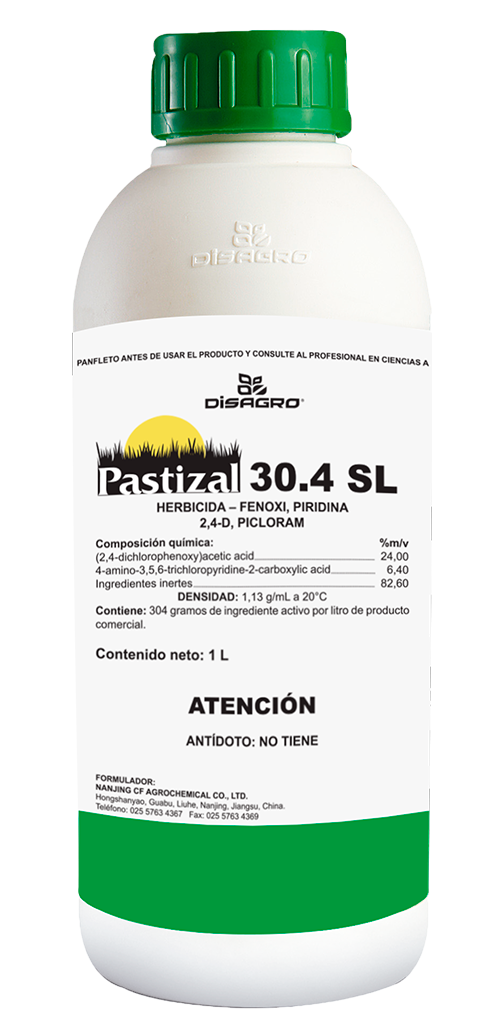 DISAGRO
PANFLETO ANTES DE USAR EL PRODUCTO Y CONSULTE AL PROFESIONAL EN CIENCIAS A
DISAGRO®
Pastizal 30.4 SL
HERBICIDA – FENOXI, PIRIDINA
2,4-D, PICLORAM
Composición química: %m/v
(2,4-dichlorophenoxy)acetic acid 24,00
4-amino-3,5,6-trichloropyridine-2-carboxylic acid 6,40
Ingredientes inertes 82,60
DENSIDAD: 1,13 g/mL a 20°C
Contiene: 304 gramos de ingrediente activo por litro de producto
comercial.
Contenido neto: 1 L
ATENCIÓN
ANTÍDOTO: NO TIENE
FORMULADOR:
NANJING CF AGROCHEMICAL CO., LTD.
Hongshanyao, Guabu, Liuhe, Nanjing, Jiangsu, China.
Teléfono: 025 5763 4367 Fax: 025 5763 4369